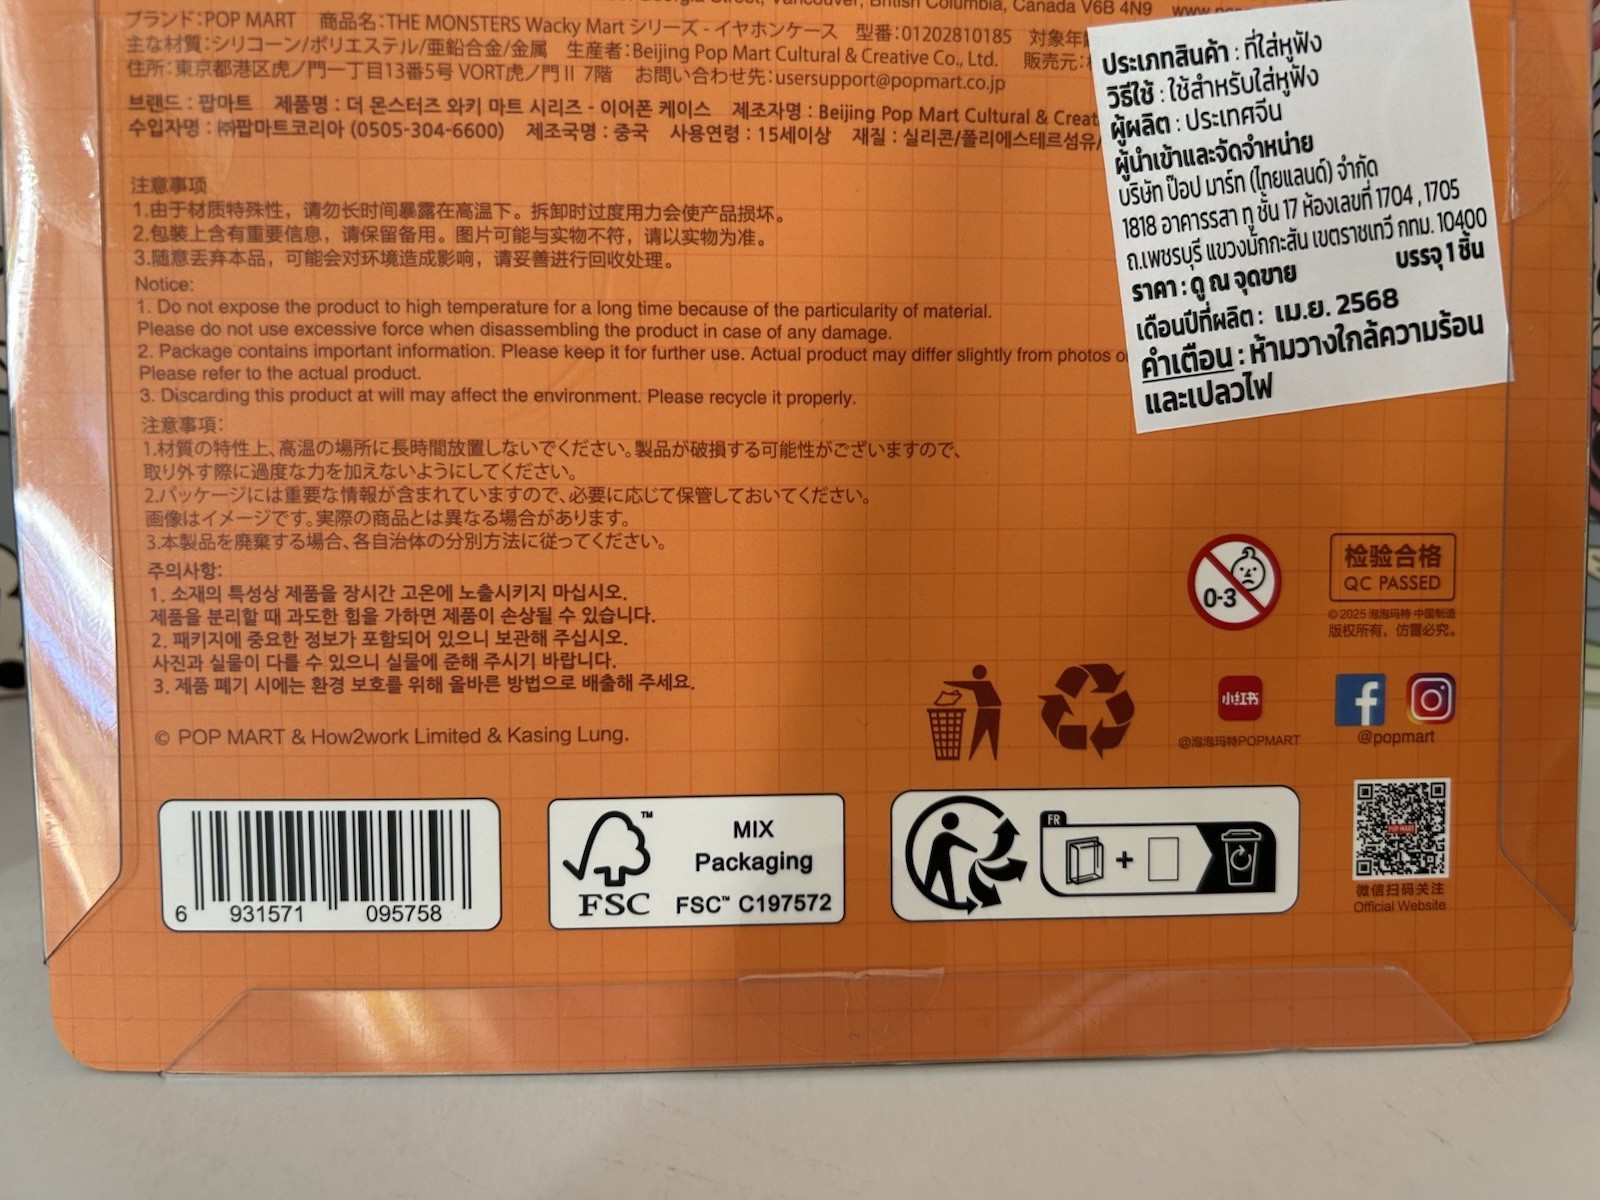 Georgia Street, Vancouver, British Columbia, Canada V6B 4N9
ブランド:POP MART 商品名:THE MONSTERS Wacky Mart シリーズ - イヤホンケース 型番:01202810185 対象年
主な材質:シリコーン/ポリエステル/亜鉛合金/金属 生産者:Beijing Pop Mart Cultural & Creative Co., Ltd. 販売元:
住所:東京都港区虎ノ門一丁目13番5号 VORT虎ノ門Ⅱ 7階 お問い合わせ先:usersupport@popmart.co.jp
브랜드 : 팝마트 제품명 : 더 몬스터즈 와키 마트 시리즈 - 이어폰 케이스 제조자명 : Beijing Pop Mart Cultural & Creat
수입자명 : ㈜팝마트코리아 (0505-304-6600) 제조국명 : 중국 사용연령 : 15세이상 재질 : 실리콘/폴리에스테르섬유/
注意事项
1.由于材质特殊性，请勿长时间暴露在高温下。拆卸时过度用力会使产品损坏。
2.包装上含有重要信息，请保留备用。图片可能与实物不符，请以实物为准。
3.随意丢弃本品，可能会对环境造成影响，请妥善进行回收处理。
Notice:
1. Do not expose the product to high temperature for a long time because of the particularity of material.
Please do not use excessive force when disassembling the product in case of any damage.
2. Package contains important information. Please keep it for further use. Actual product may differ slightly from photos
Please refer to the actual product.
3. Discarding this product at will may affect the environment. Please recycle it properly.
注意事項:
1.材質の特性上、高温の場所に長時間放置しないでください。製品が破損する可能性がございますので、
取り外す際に過度な力を加えないようにしてください。
2.パッケージには重要な情報が含まれていますので、必要に応じて保管しておいてください。
画像はイメージです。実際の商品とは異なる場合があります。
3.本製品を廃棄する場合、各自治体の分別方法に従ってください。
주의사항:
1. 소재의 특성상 제품을 장시간 고온에 노출시키지 마십시오.
제품을 분리할 때 과도한 힘을 가하면 제품이 손상될 수 있습니다.
2. 패키지에 중요한 정보가 포함되어 있으니 보관해 주십시오.
사진과 실물이 다를 수 있으니 실물에 준해 주시기 바랍니다.
3. 제품 폐기 시에는 환경 보호를 위해 올바른 방법으로 배출해 주세요.
© POP MART & How2work Limited & Kasing Lung.
ประเภทสินค้า : ที่ใส่หูฟัง
วิธีใช้ : ใช้สำหรับใส่หูฟัง
ผู้ผลิต : ประเทศจีน
ผู้นำเข้าและจัดจำหน่าย
บริษัท ป๊อป มาร์ท (ไทยแลนด์) จำกัด
1818 อาคารรสา ทู ชั้น 17 ห้องเลขที่ 1704 , 1705
ถ.เพชรบุรี แขวงมักกะสัน เขตราชเทวี กทม. 10400
ราคา : ดู ณ จุดขาย บรรจุ 1 ชิ้น
เดือนปีที่ผลิต : เม.ย. 2568
คำเตือน : ห้ามวางใกล้ความร้อน
และเปลวไฟ
0-3
检验合格
QC PASSED
© 2025 泡泡玛特 中国制造
版权所有，仿冒必究。
小红书
@泡泡玛特POPMART
@popmart
6 931571 095758
FSC™
MIX
Packaging
FSC™ C197572
FR
+
POP MART
微信扫码关注
Official Website